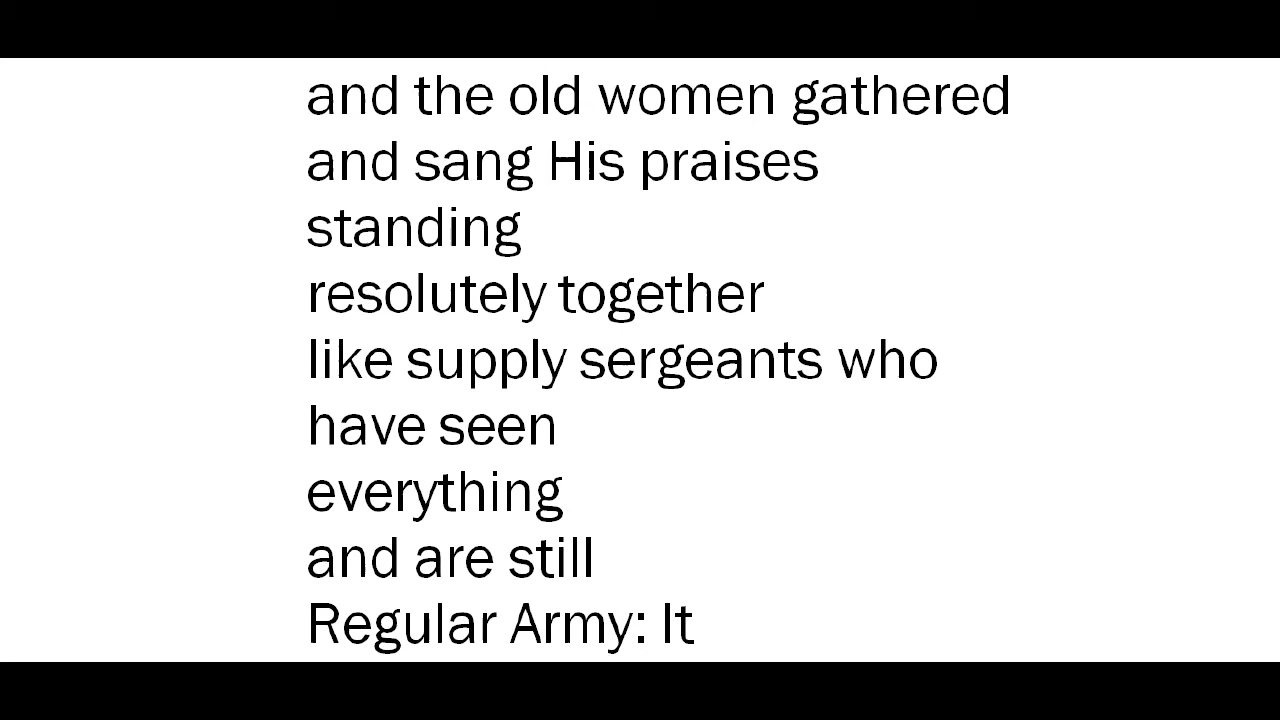 and the old women gathered
and sang His praises
standing
resolutely together
like supply sergeants who
have seen
everything
and are still
Regular Army: It